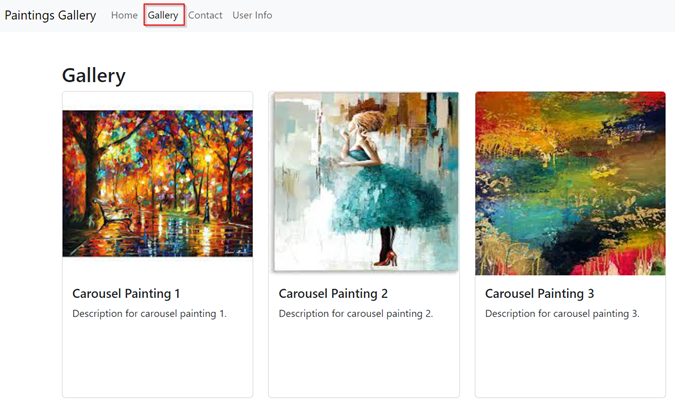 Paintings Gallery Home Gallery Contact User Info
Gallery
Carousel Painting 1
Description for carousel painting 1.
Carousel Painting 2
Description for carousel painting 2.
Carousel Painting 3
Description for carousel painting 3.